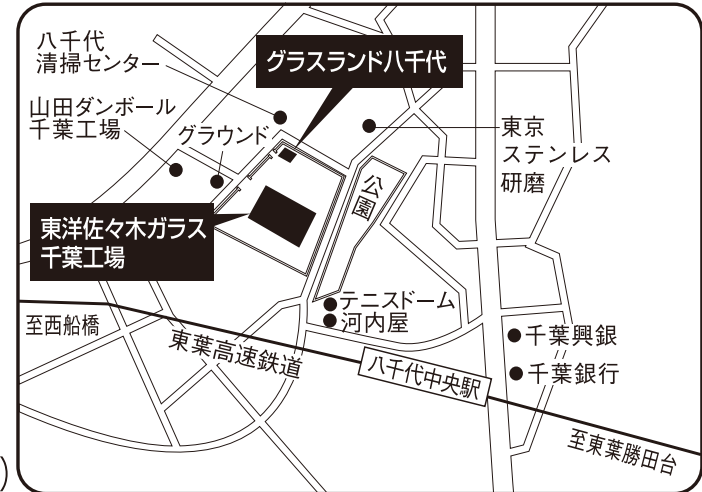 八千代
清掃センター
グラスランド八千代
山田ダンボール
千葉工場
グラウンド
東京
ステンレス
研磨
公園
東洋佐々木ガラス
千葉工場
テニスドーム
河内屋
至西船橋
東葉高速鉄道
八千代中央駅
千葉興銀
千葉銀行
至東葉勝田台
)